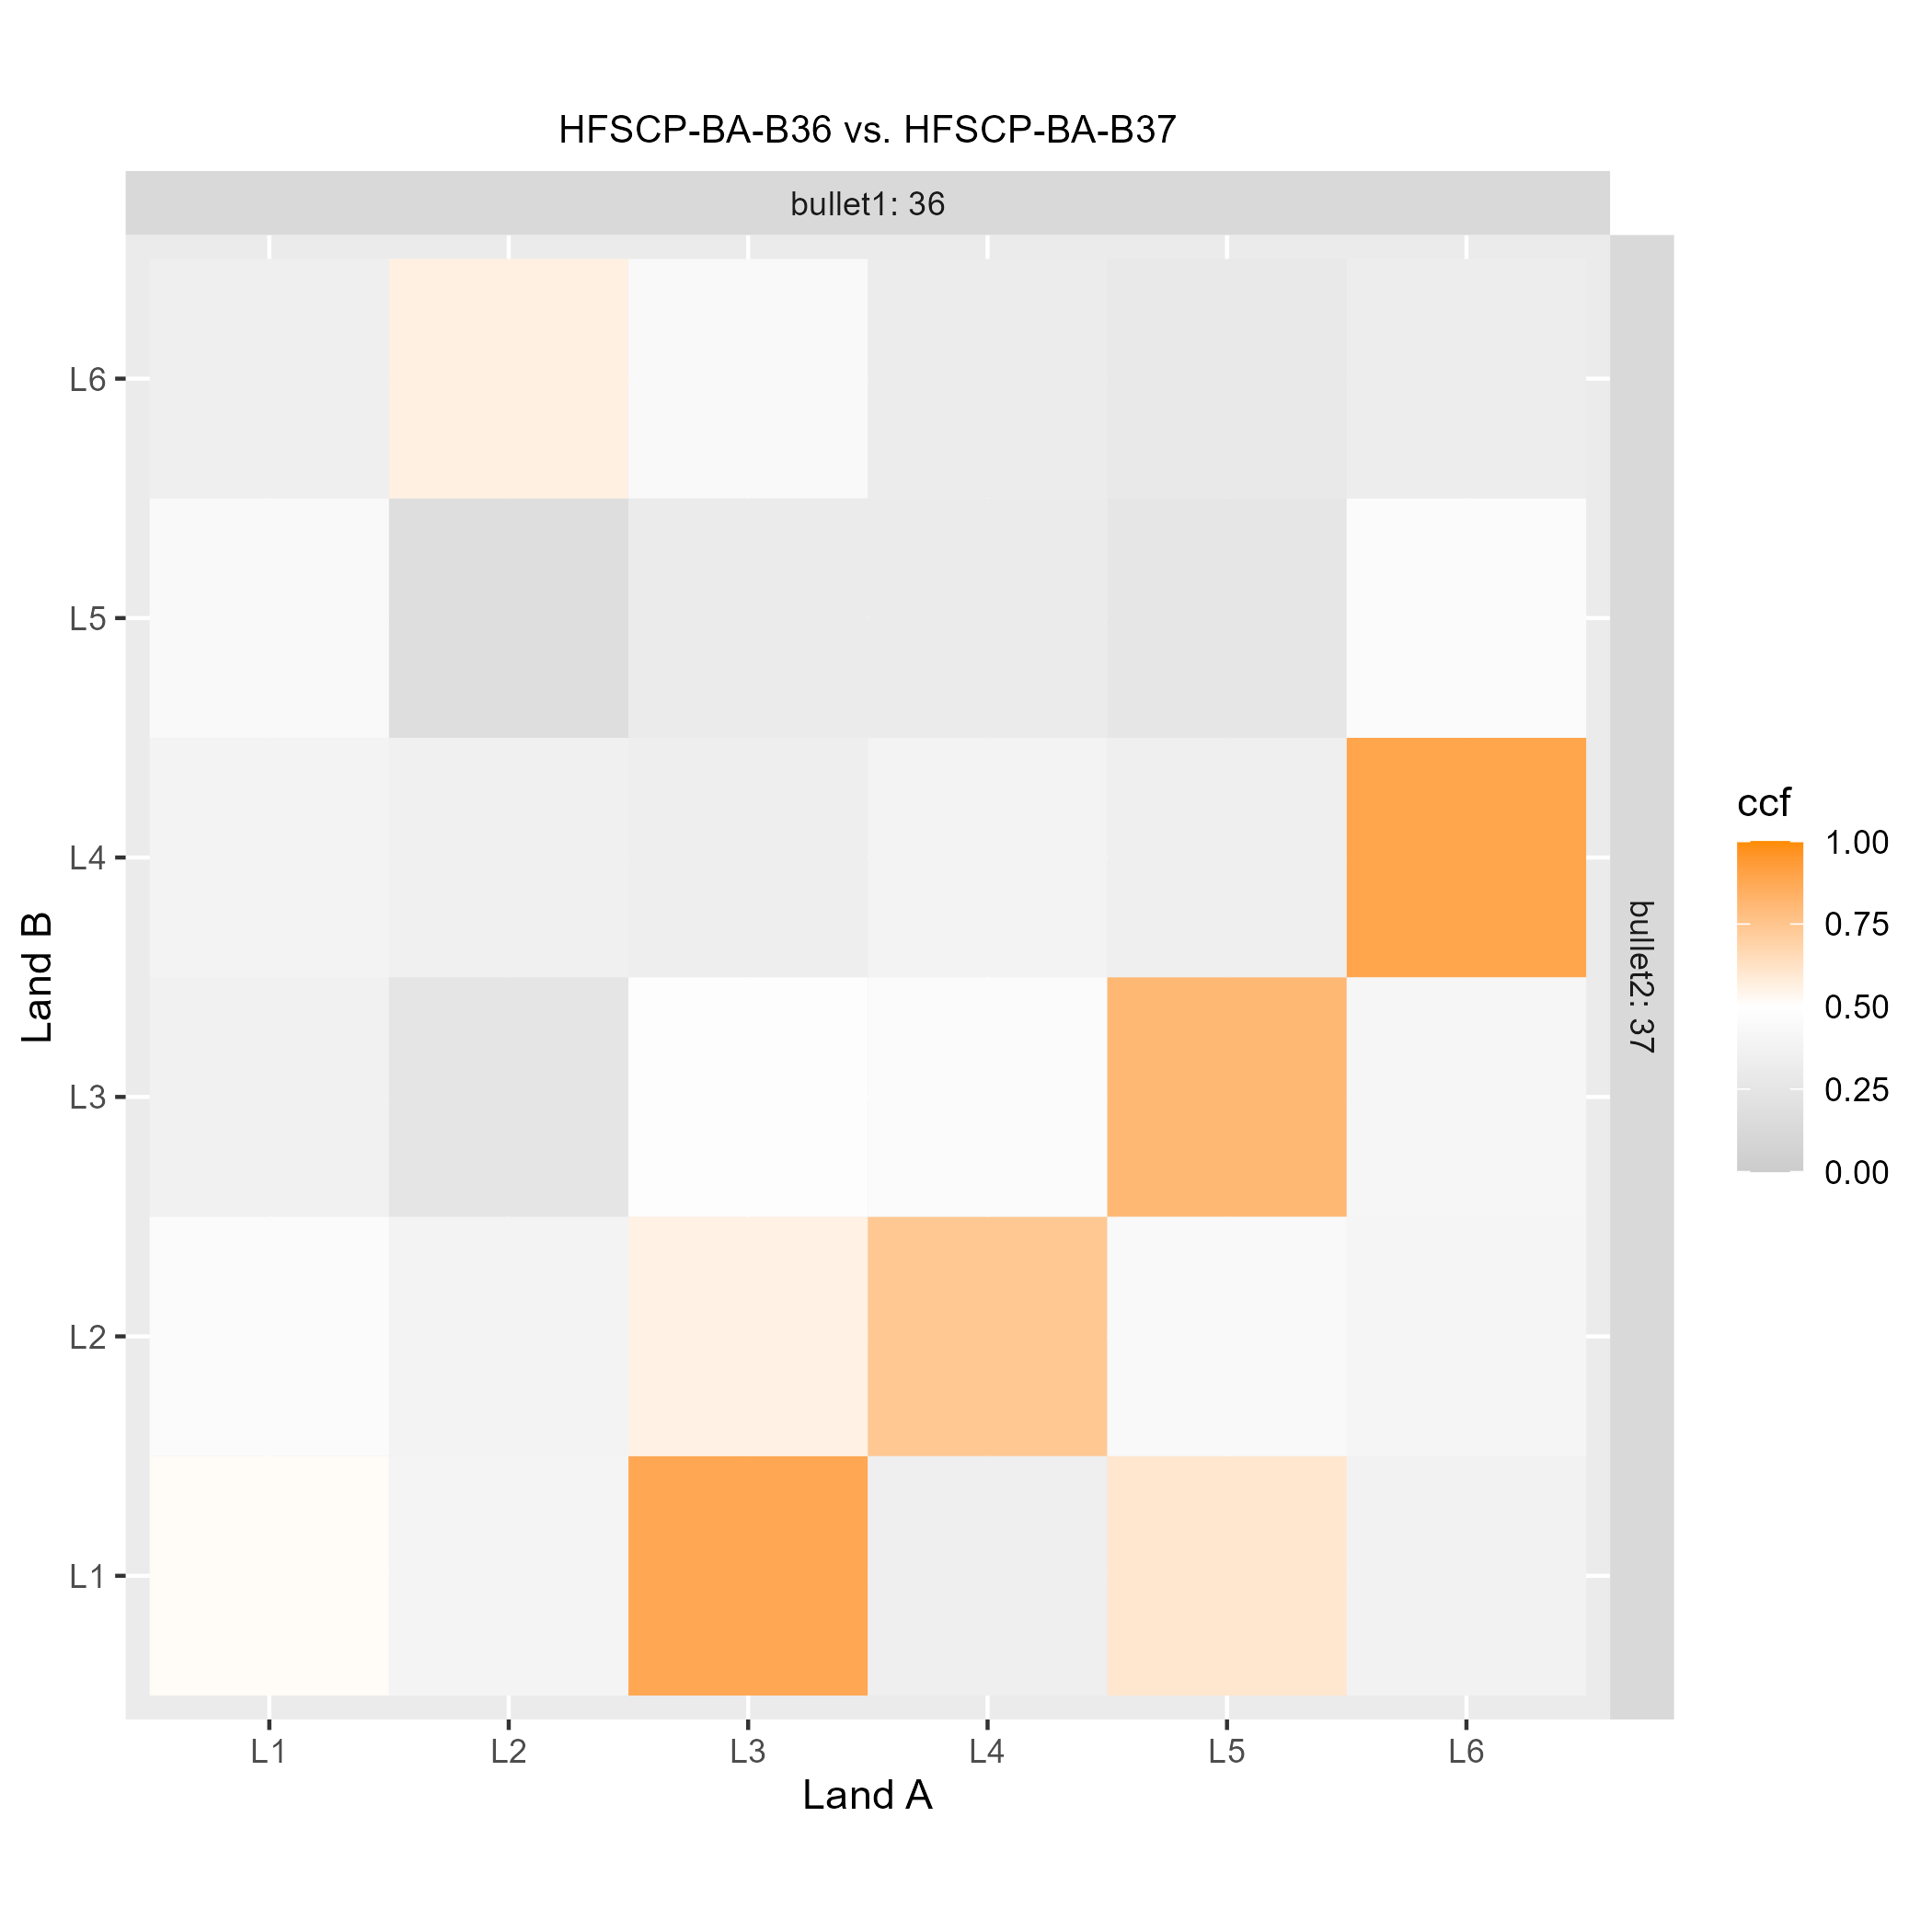 HFSCP-BA-B36 vs. HFSCP-BA-B37
bullet1: 36
bullet2: 37
Land B
L6
L5
L4
L3
L2
L1
L1 L2 L3 L4 L5 L6
Land A
ccf
1.00
0.75
0.50
0.25
0.00